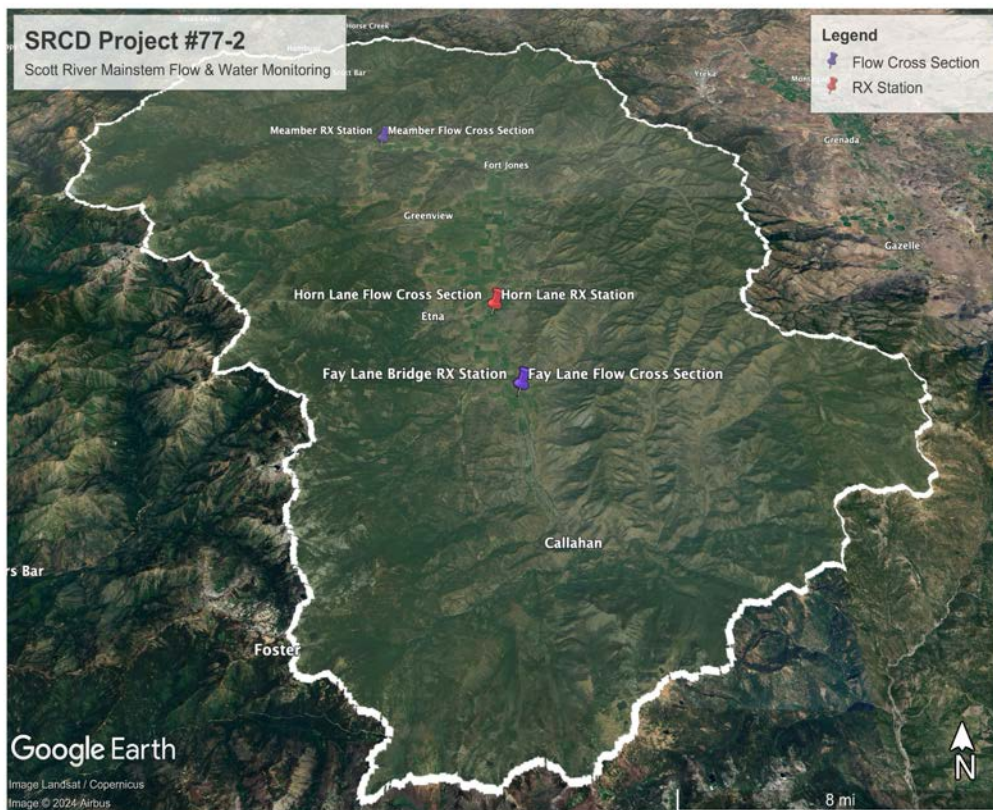 SRCD Project #77-2
Scott River Mainstem Flow & Water Monitoring
Legend
Flow Cross Section
RX Station
Horse Creek
Yreka
Meamber RX Station
Meamber Flow Cross Section
Grenada
Fort Jones
Greenview
Gazelle
Horn Lane Flow Cross Section
Horn Lane RX Station
Etna
Fay Lane Bridge RX Station
Fay Lane Flow Cross Section
Callahan
rs Bar
Foster
Google Earth
N
Image Landsat / Copernicus
Image © 2024 Airbus
8 mi